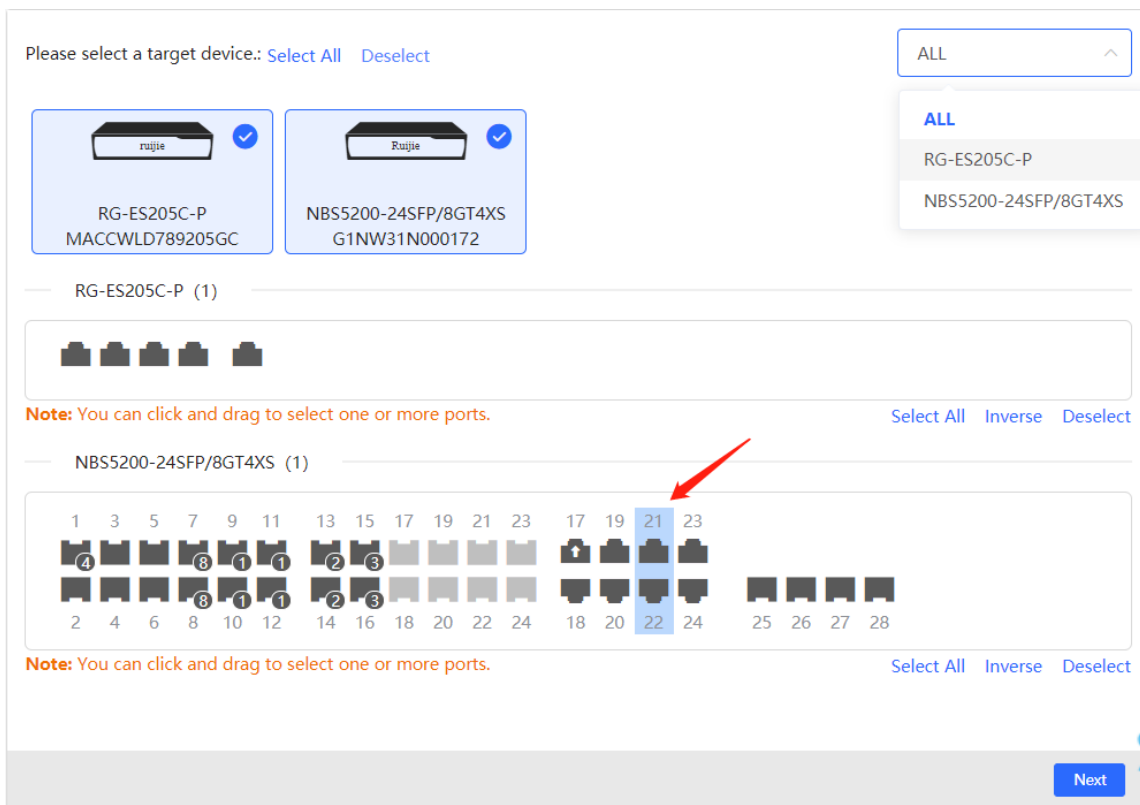 Please select a target device.: Select All Deselect
ALL
ALL
RG-ES205C-P
NBS5200-24SFP/8GT4XS
ruijie
Ruijie
RG-ES205C-P
MACCWLD789205GC
NBS5200-24SFP/8GT4XS
G1NW31N000172
RG-ES205C-P (1)
Note: You can click and drag to select one or more ports.
Select All Inverse Deselect
NBS5200-24SFP/8GT4XS (1)
1 3 5 7 9 11 13 15 17 19 21 23 17 19 21 23
4 8 1 1 2 3
8 1 1 2 3
2 4 6 8 10 12 14 16 18 20 22 24 18 20 22 24 25 26 27 28
Note: You can click and drag to select one or more ports.
Select All Inverse Deselect
Next